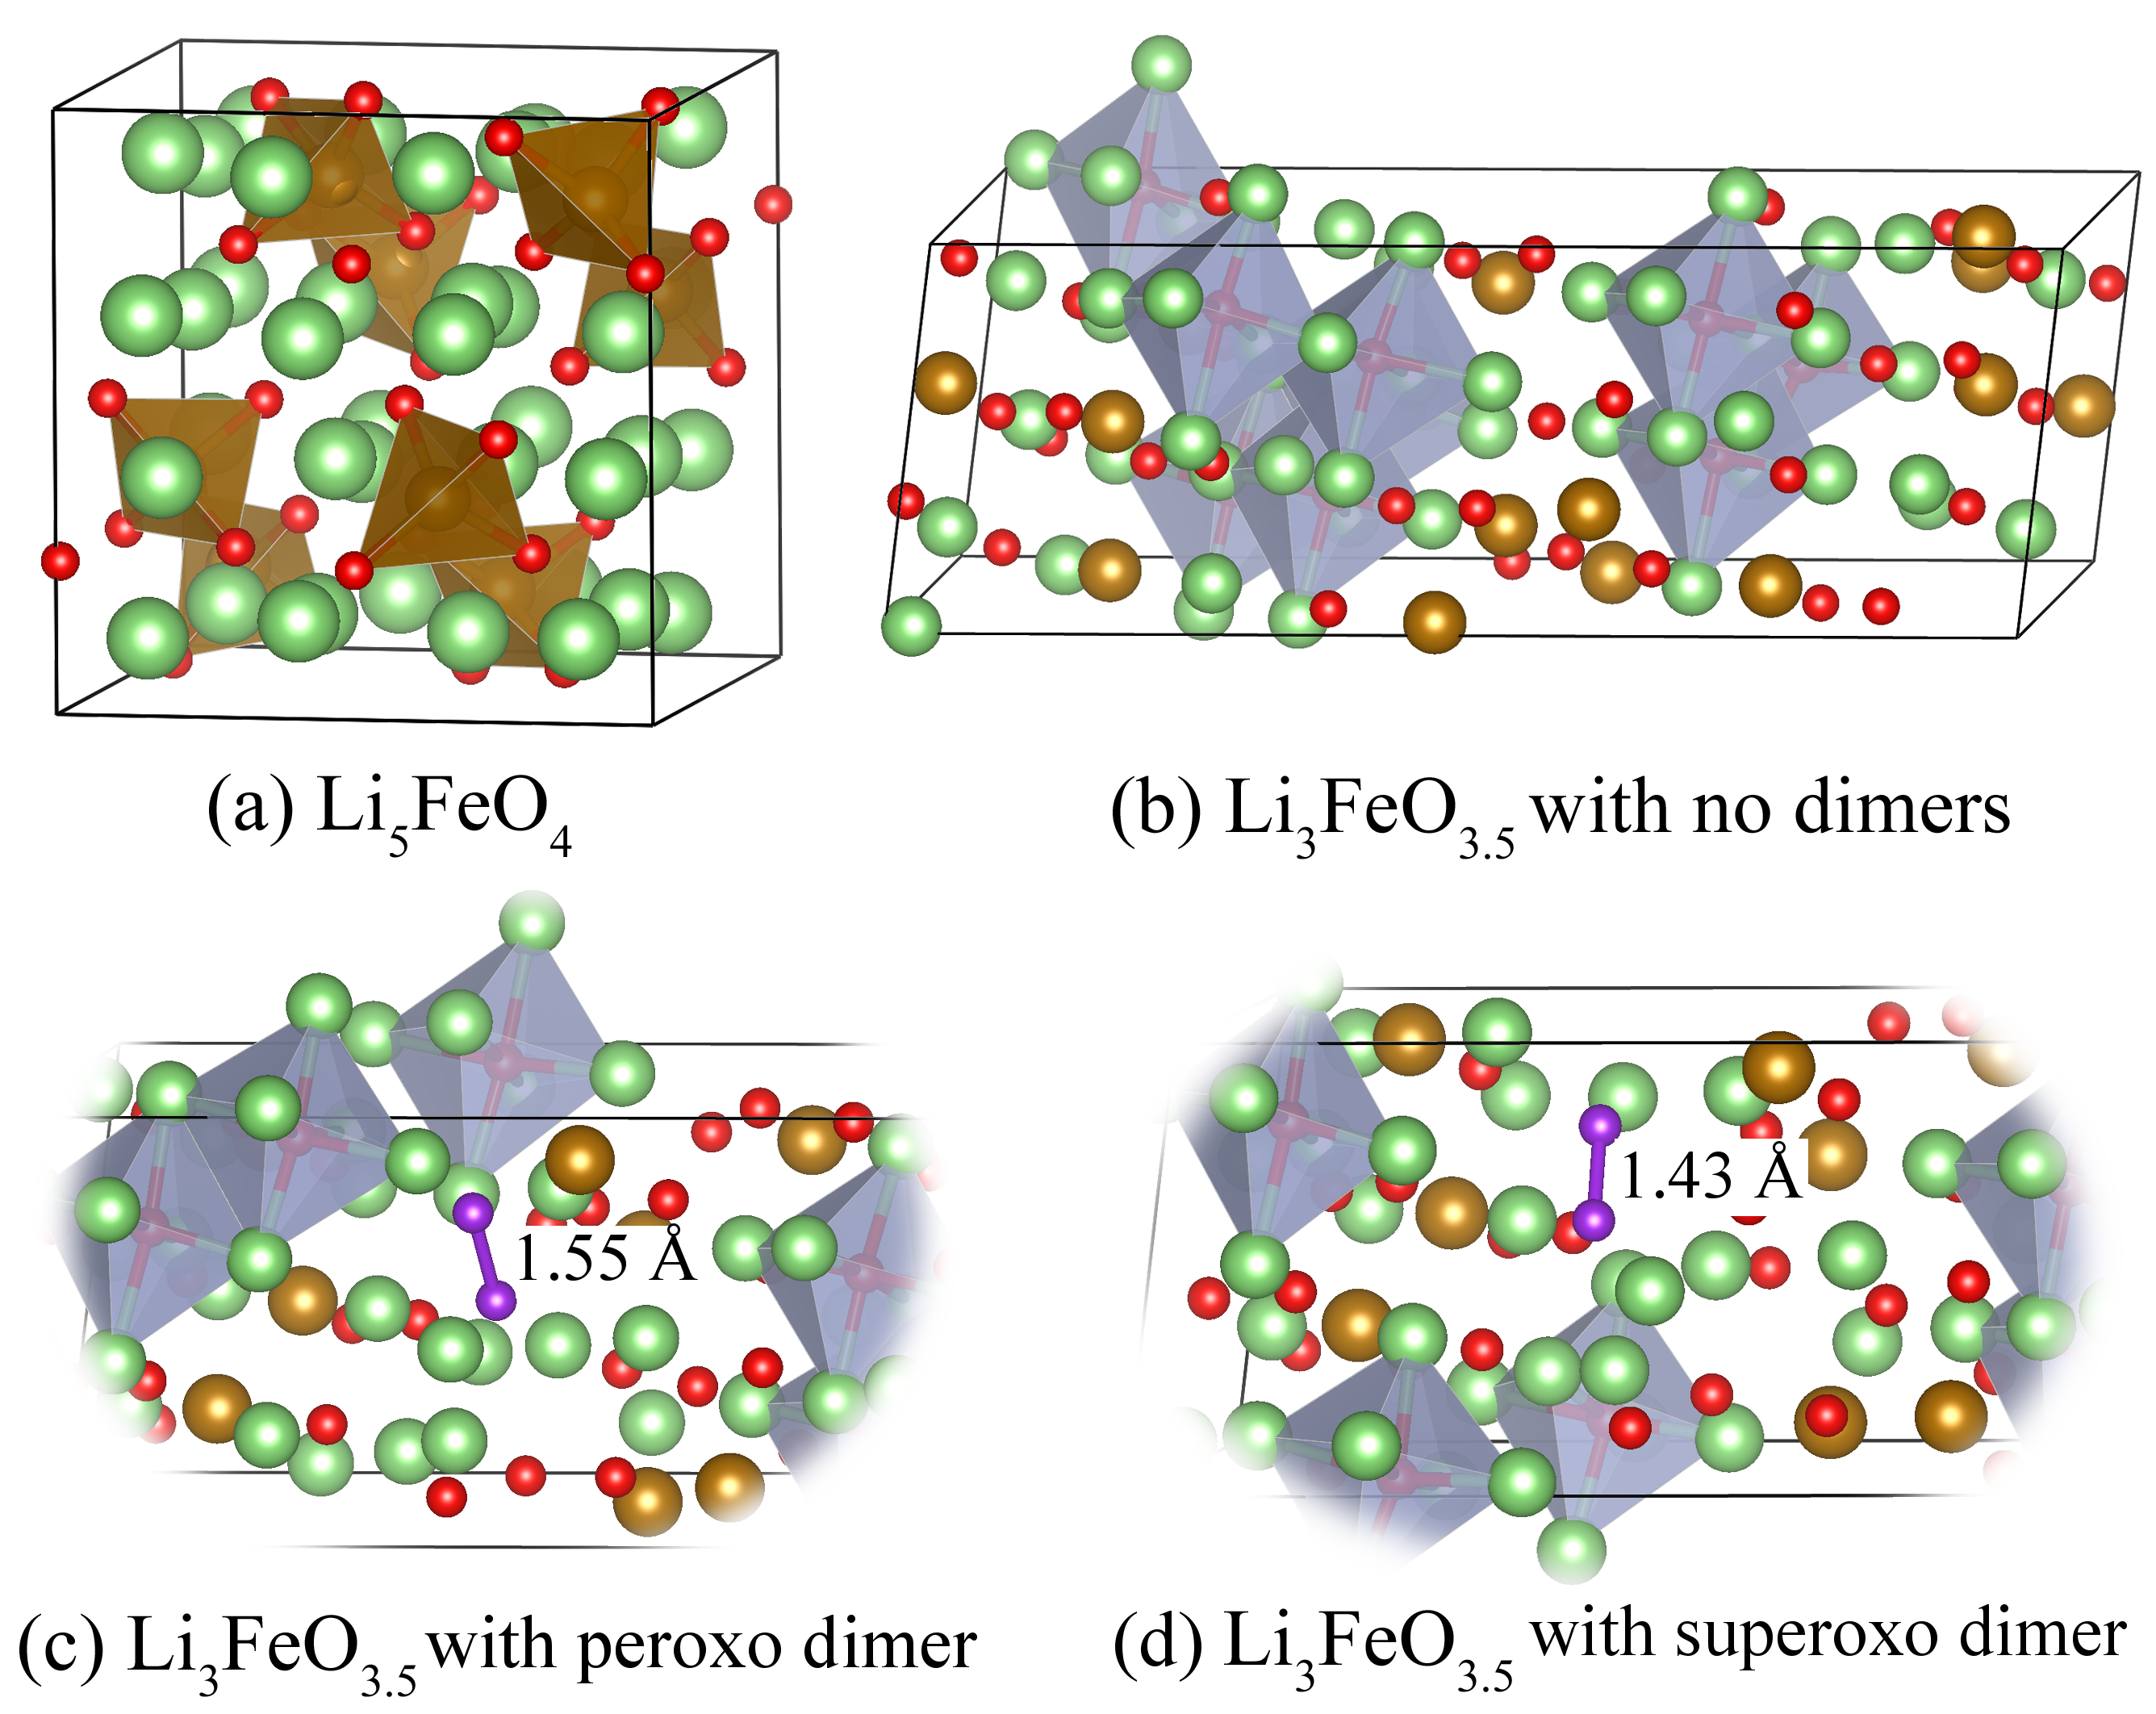 (a) Li₅FeO₄
(b) Li₃FeO₃.₅ with no dimers
1.55 Å
1.43 Å
(c) Li₃FeO₃.₅ with peroxo dimer
(d) Li₃FeO₃.₅ with superoxo dimer